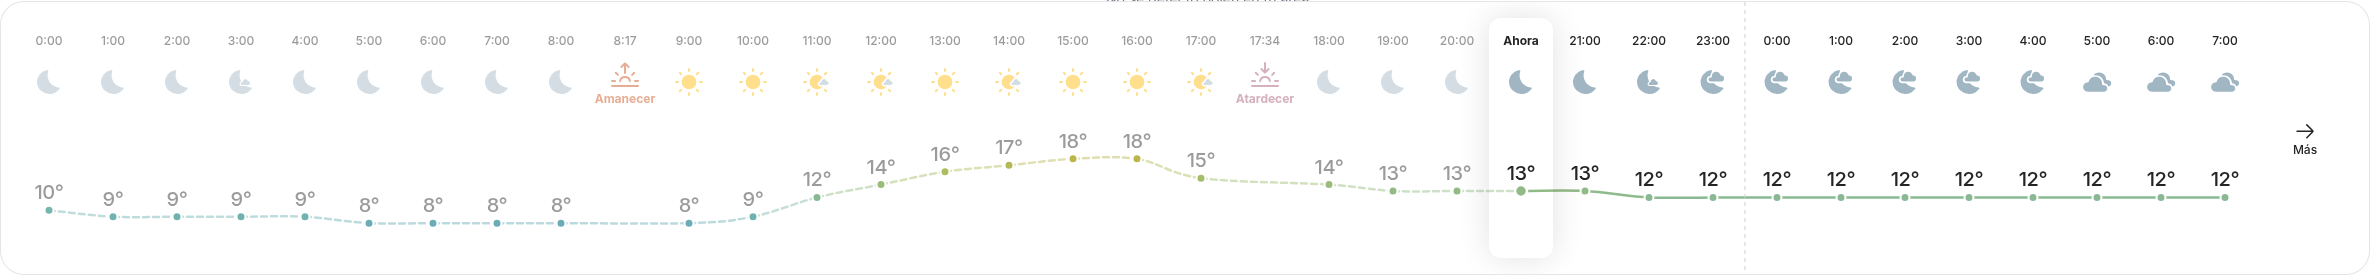 0:00 1:00 2:00 3:00 4:00 5:00 6:00 7:00 8:00 8:17 9:00 10:00 11:00 12:00 13:00 14:00 15:00 16:00 17:00 17:34 18:00 19:00 20:00 Ahora 21:00 22:00 23:00 0:00 1:00 2:00 3:00 4:00 5:00 6:00 7:00
Amanecer Atardecer
10° 9° 9° 9° 9° 8° 8° 8° 8° 8° 9° 12° 14° 16° 17° 18° 18° 15° 14° 13° 13° 13° 13° 12° 12° 12° 12° 12° 12° 12° 12° 12° 12°
Más